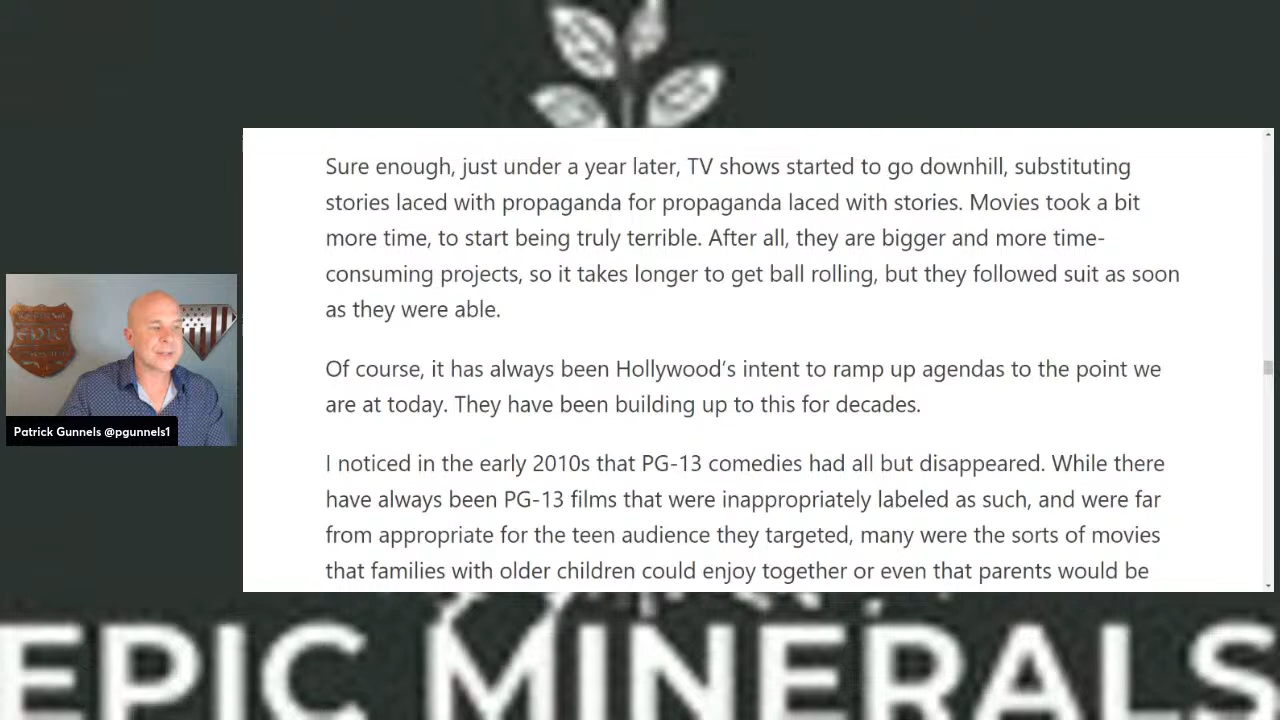 Sure enough, just under a year later, TV shows started to go downhill, substituting
stories laced with propaganda for propaganda laced with stories. Movies took a bit
more time, to start being truly terrible. After all, they are bigger and more time-
consuming projects, so it takes longer to get ball rolling, but they followed suit as soon
as they were able.
Of course, it has always been Hollywood’s intent to ramp up agendas to the point we
are at today. They have been building up to this for decades.
I noticed in the early 2010s that PG-13 comedies had all but disappeared. While there
have always been PG-13 films that were inappropriately labeled as such, and were far
from appropriate for the teen audience they targeted, many were the sorts of movies
that families with older children could enjoy together or even that parents would be
EPIC
Patrick Gunnels @pgunnels1
EPIC MINERALS